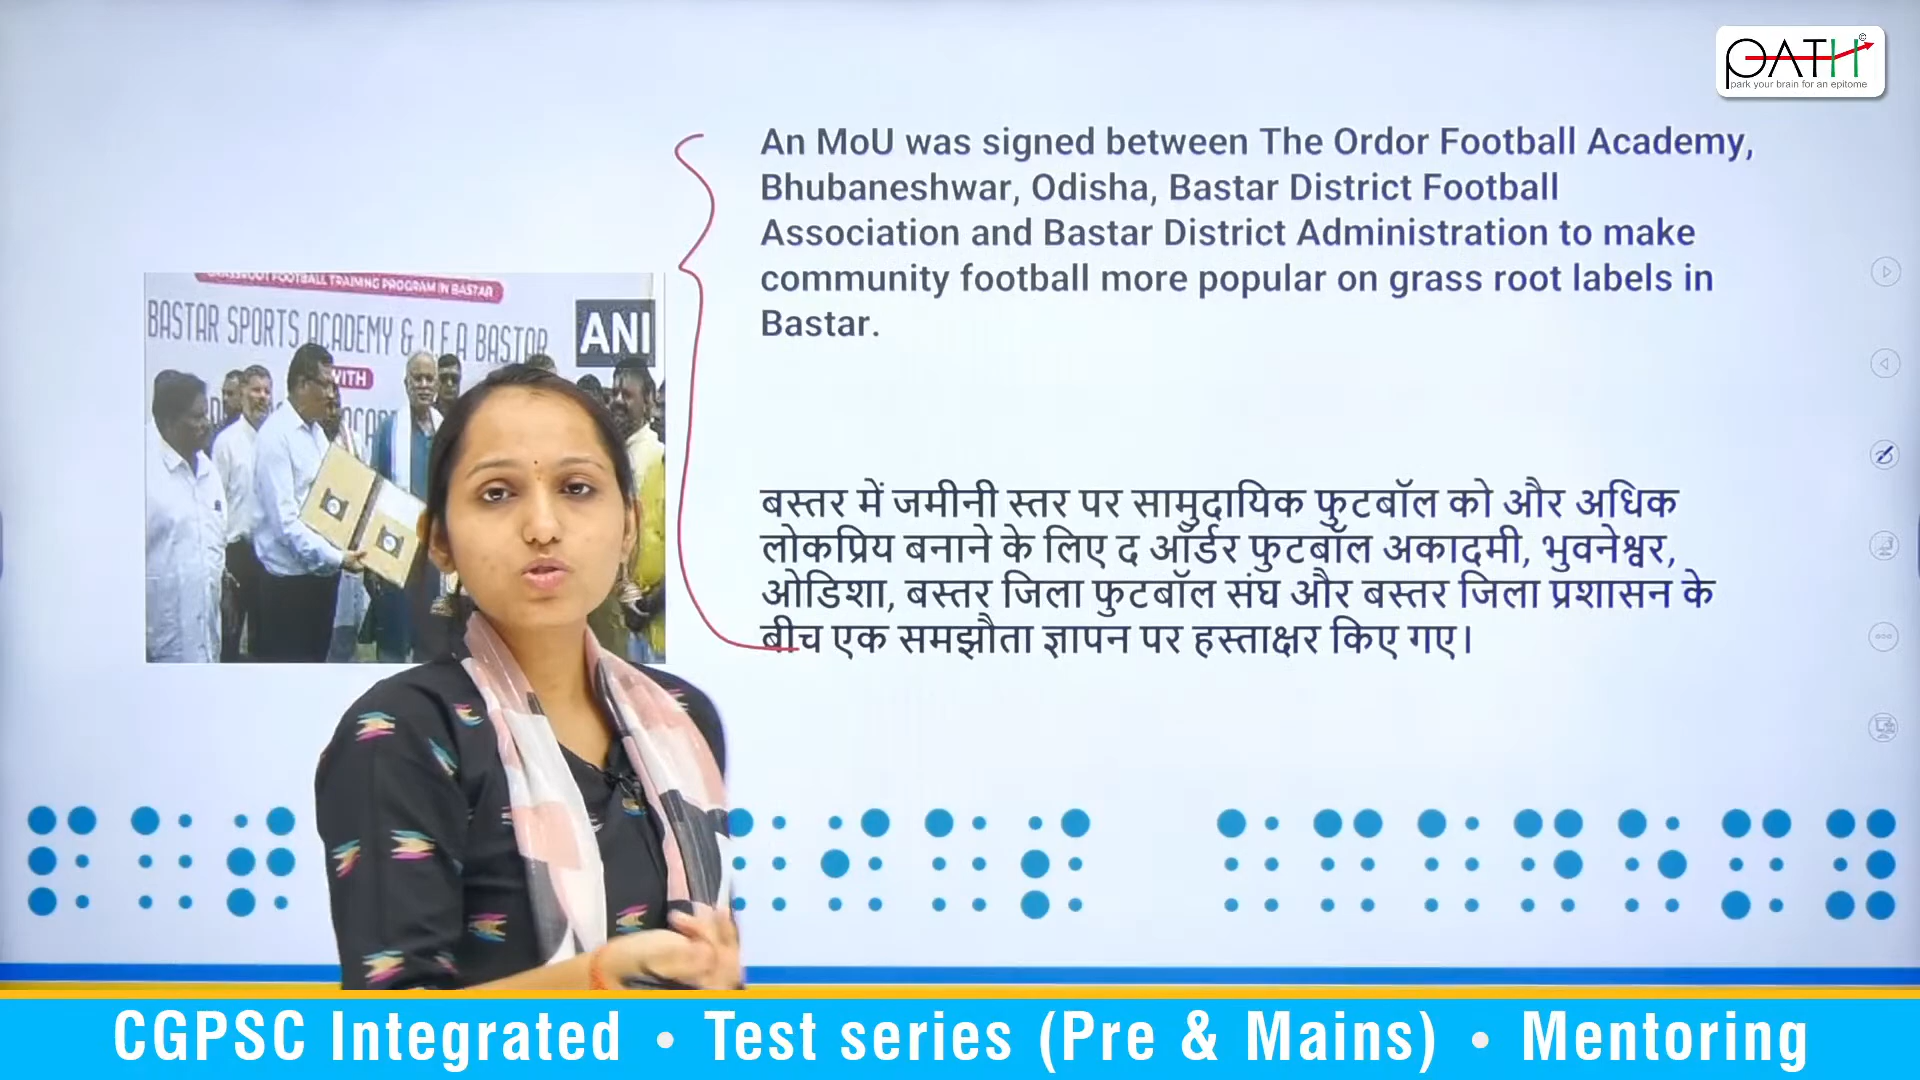 PATH
©
park your brain for an epitome
An MoU was signed between The Ordor Football Academy,
Bhubaneshwar, Odisha, Bastar District Football
Association and Bastar District Administration to make
community football more popular on grass root labels in
Bastar.
GRASSROOT FOOTBALL TRAINING PROGRAM IN BASTAR
BASTAR SPORTS ACADEMY & D.F.A BASTAR
ANI
WITH
बस्तर में जमीनी स्तर पर सामुदायिक फुटबॉल को और अधिक
लोकप्रिय बनाने के लिए द ऑर्डर फुटबॉल अकादमी, भुवनेश्वर,
ओडिशा, बस्तर जिला फुटबॉल संघ और बस्तर जिला प्रशासन के
बीच एक समझौता ज्ञापन पर हस्ताक्षर किए गए।
CGPSC Integrated • Test series (Pre & Mains) • Mentoring